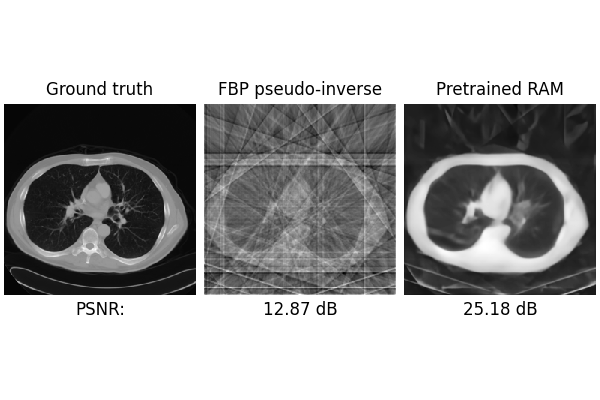 Ground truth FBP pseudo-inverse Pretrained RAM
PSNR: 12.87 dB 25.18 dB